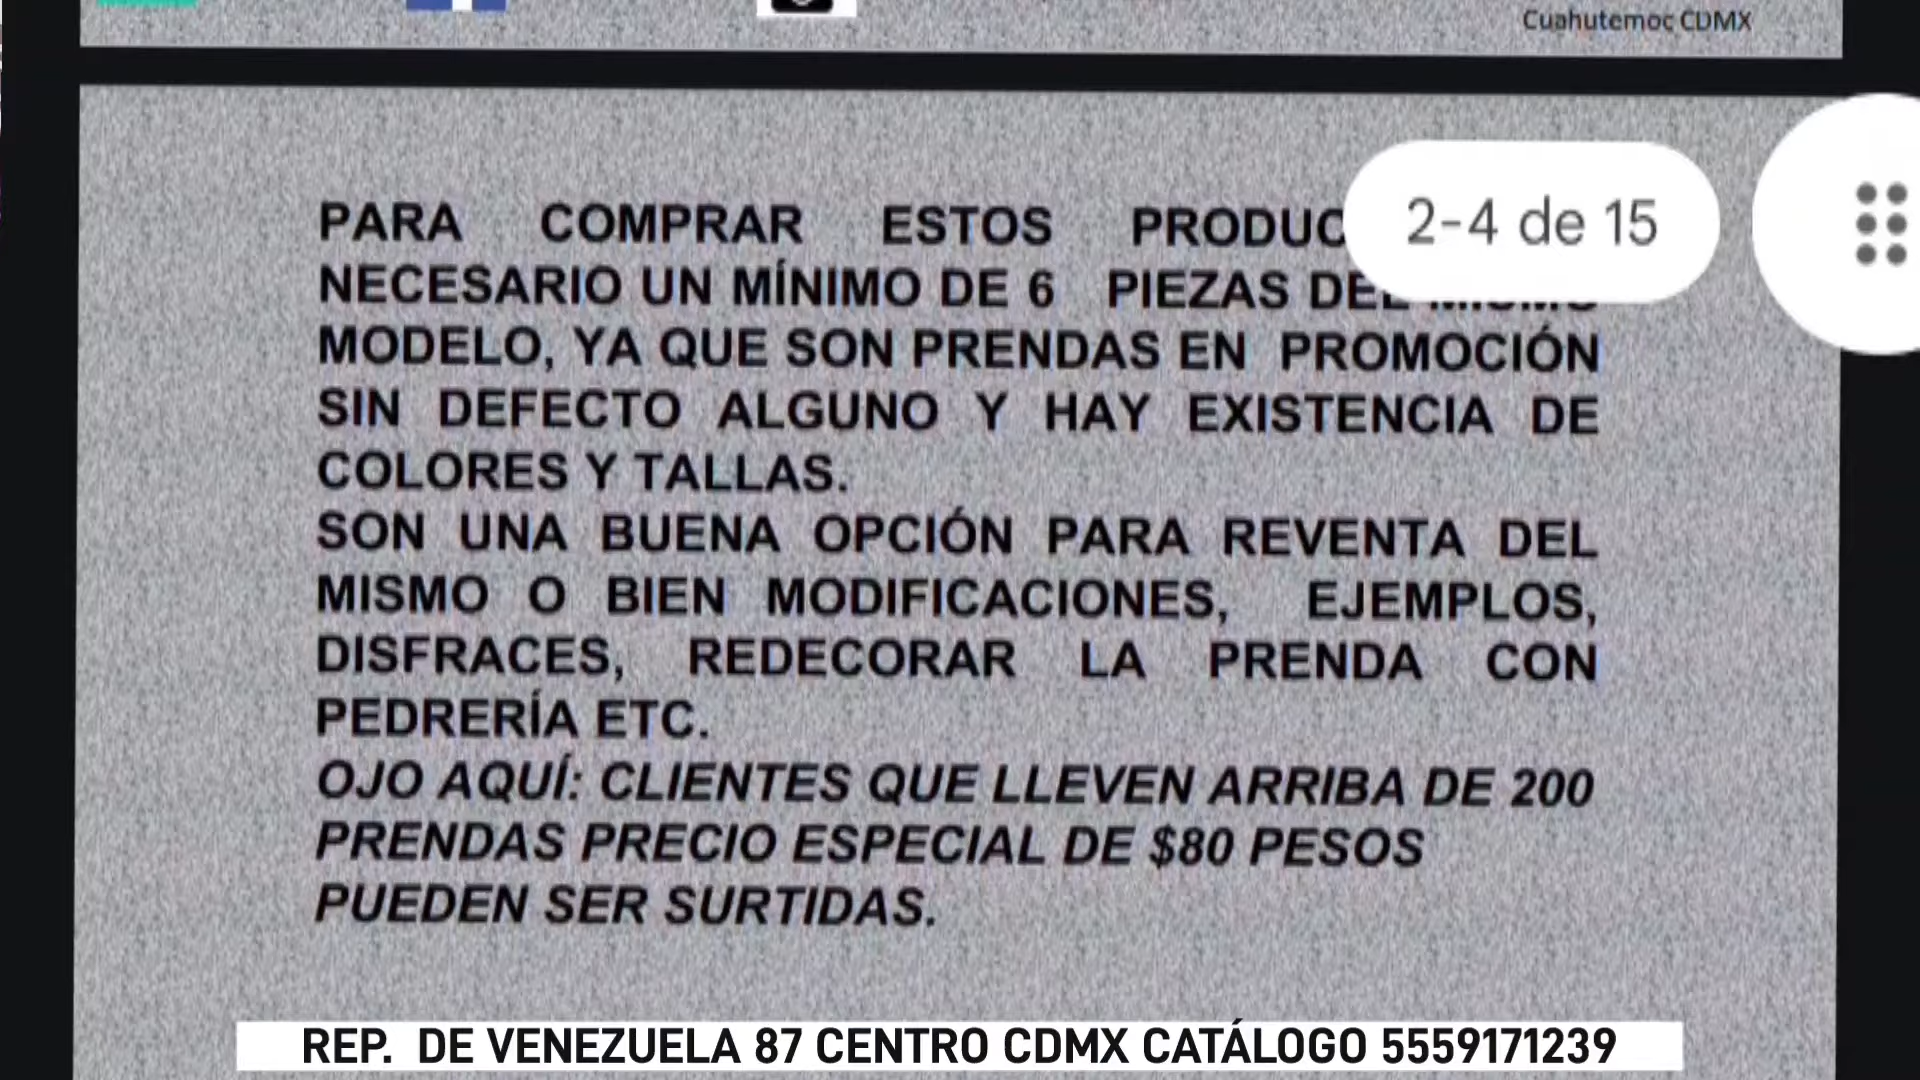 Cuahutemoc CDMX
2-4 de 15
PARA COMPRAR ESTOS
NECESARIO UN MÍNIMO DE 6 PIEZAS
MODELO, YA QUE SON PRENDAS EN PROMOCIÓN
SIN DEFECTO ALGUNO Y HAY EXISTENCIA DE
COLORES Y TALLAS.
SON UNA BUENA OPCIÓN PARA REVENTA DEL
MISMO O BIEN MODIFICACIONES, EJEMPLOS,
DISFRACES, REDECORAR LA PRENDA CON
PEDRERÍA ETC.
OJO AQUÍ: CLIENTES QUE LLEVEN ARRIBA DE 200
PRENDAS PRECIO ESPECIAL DE $80 PESOS
PUEDEN SER SURTIDAS.
REP. DE VENEZUELA 87 CENTRO CDMX CATÁLOGO 5559171239